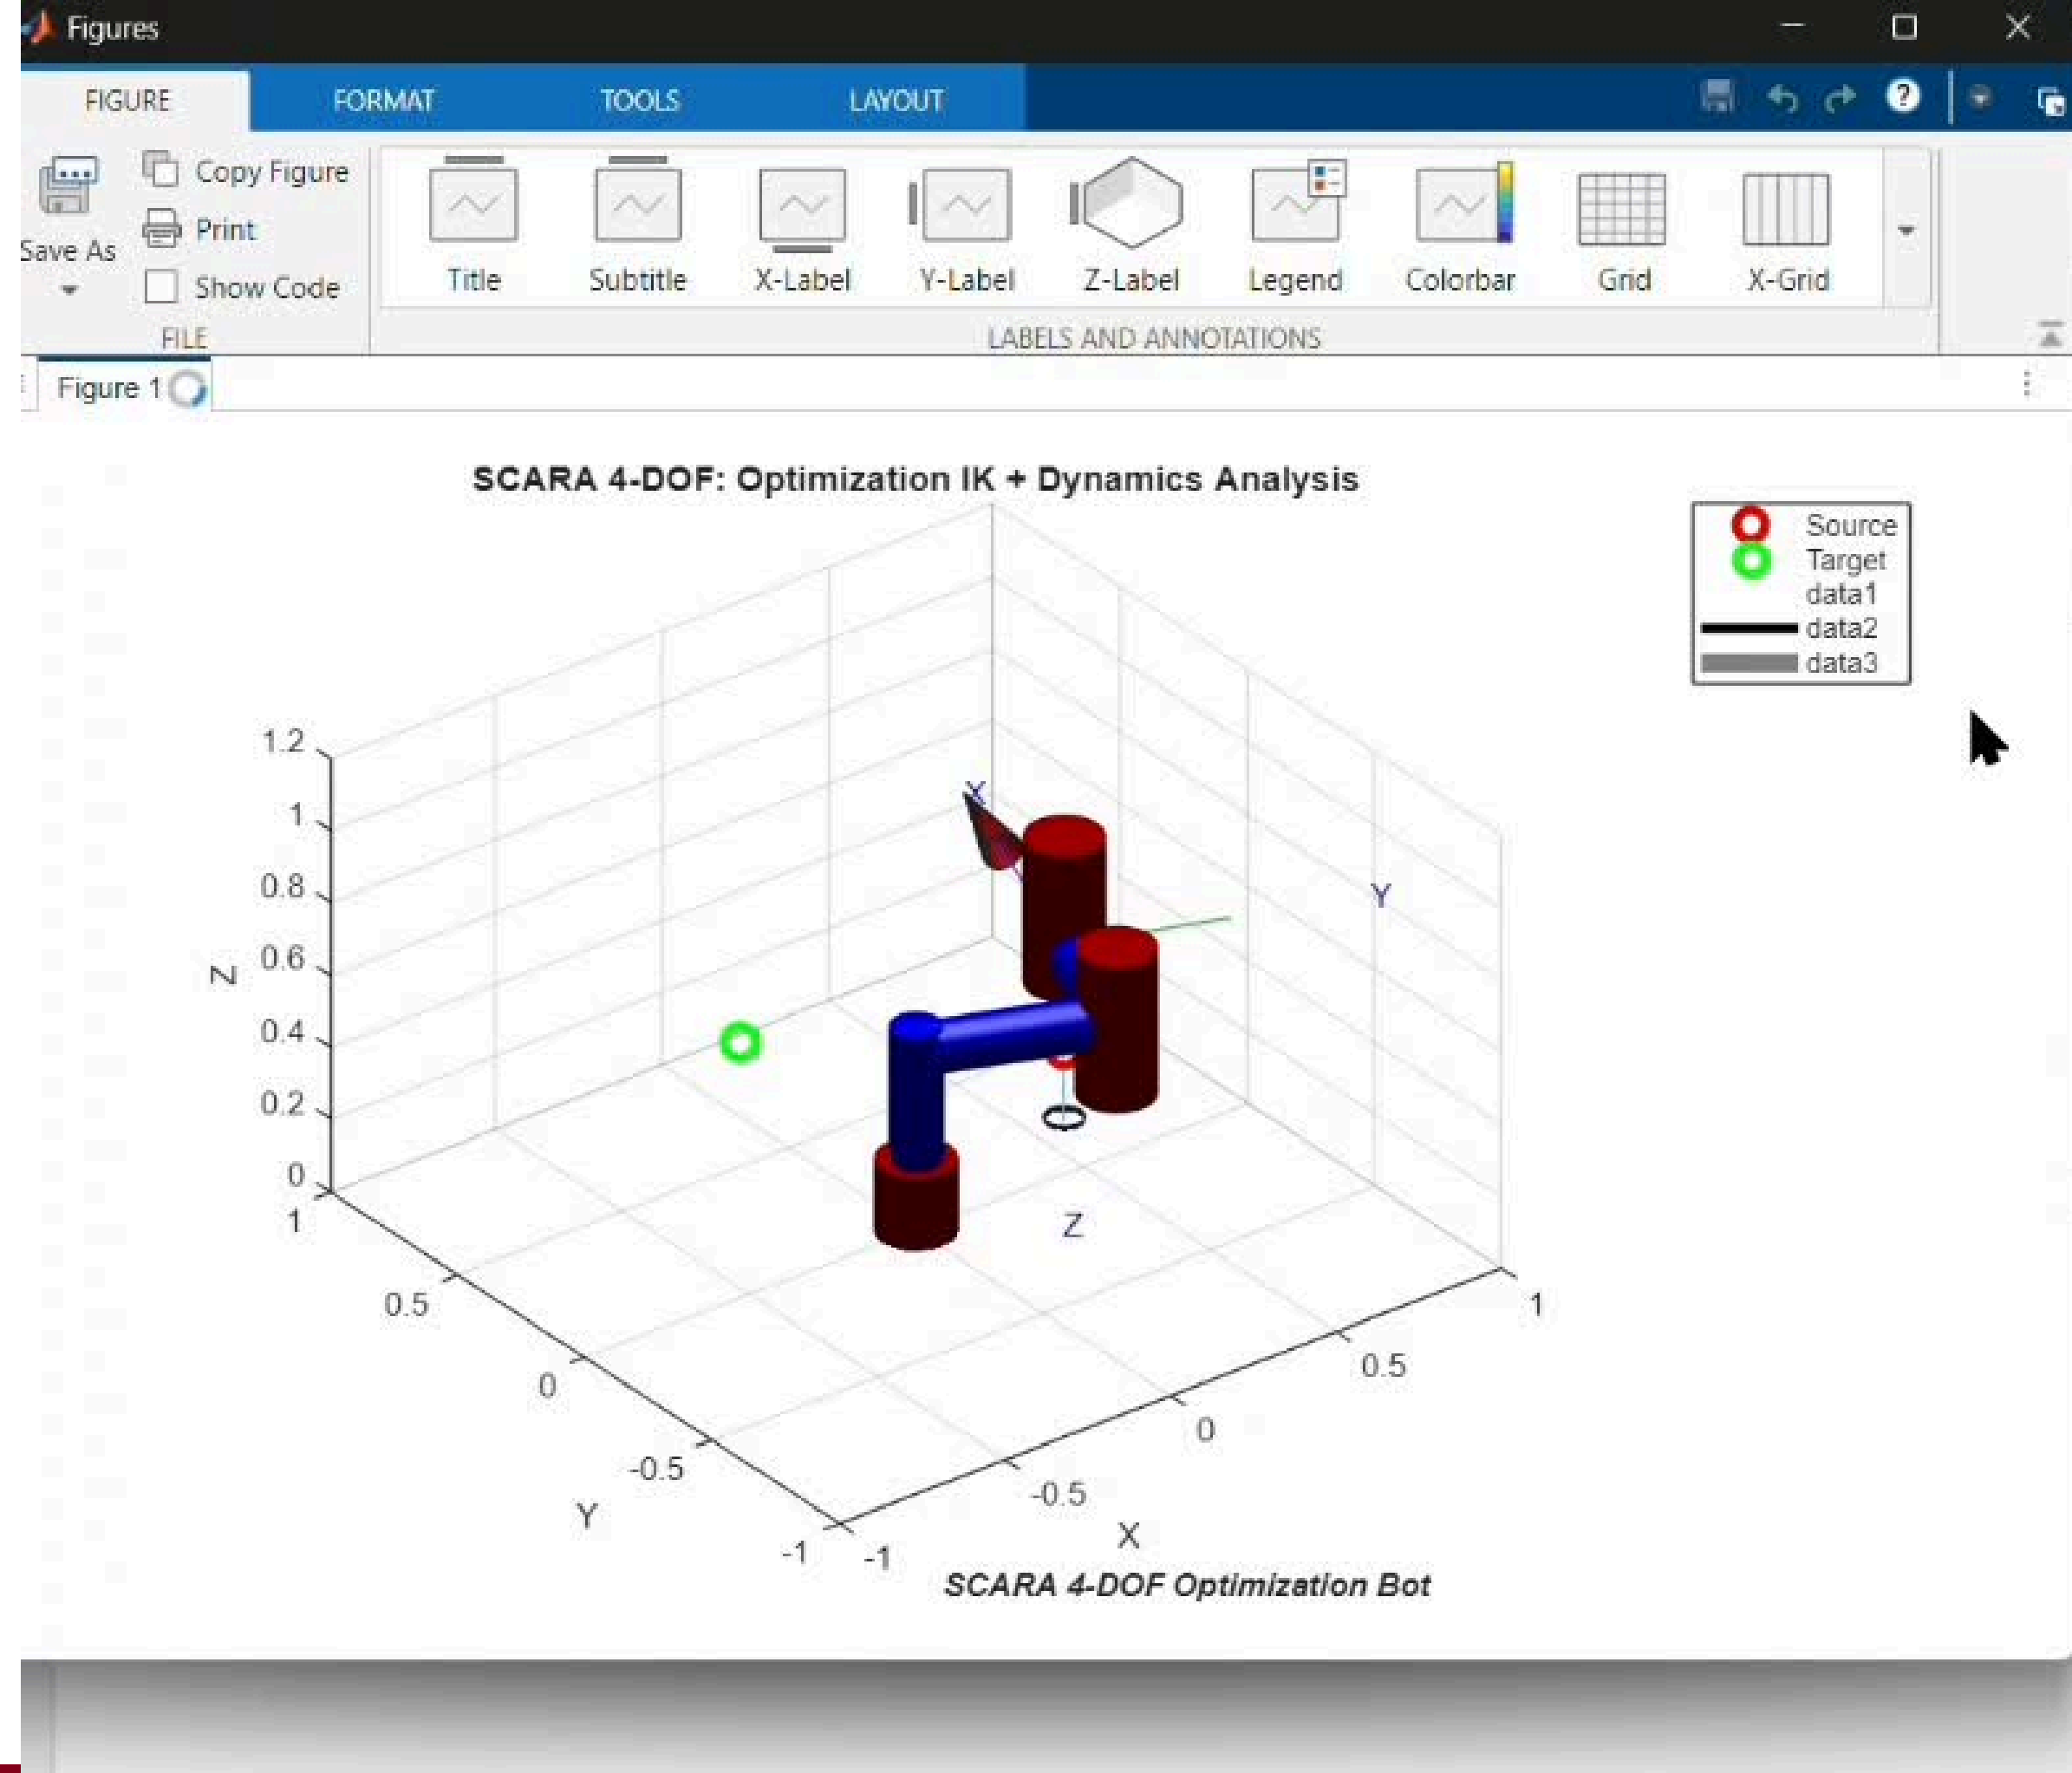 Figures
FIGURE FORMAT TOOLS LAYOUT
Save As
Copy Figure
Print
Show Code
FILE
Title Subtitle X-Label Y-Label Z-Label Legend Colorbar Grid X-Grid
LABELS AND ANNOTATIONS
Figure 1
SCARA 4-DOF: Optimization IK + Dynamics Analysis
Source
Target
data1
data2
data3
1.2
1
0.8
0.6
0.4
0.2
0
Z
X
Y
Z
1
0.5
0
-0.5
-1
Y
-1
-0.5
0
0.5
1
X
SCARA 4-DOF Optimization Bot